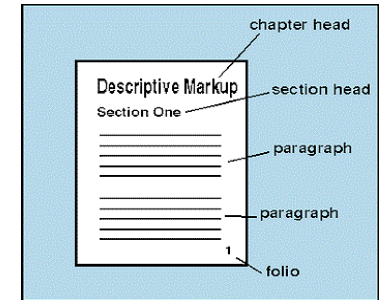 chapter head
Descriptive Markup
section head
Section One
paragraph
paragraph
1
folio